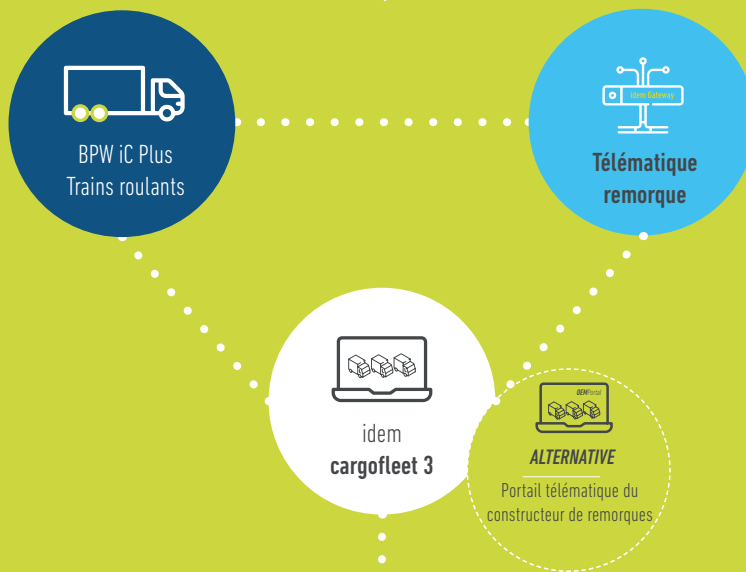 BPW iC Plus
Trains roulants
idem Gateway
Télématique
remorque
idem
cargofleet 3
OEMPortal
ALTERNATIVE
Portail télématique du
constructeur de remorques